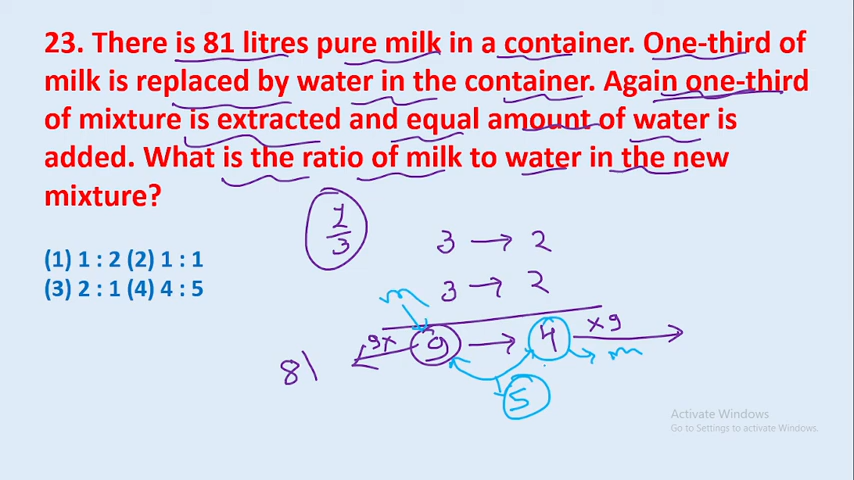 23. There is 81 litres pure milk in a container. One-third of
milk is replaced by water in the container. Again one-third
of mixture is extracted and equal amount of water is
added. What is the ratio of milk to water in the new
mixture?
1/3
3 → 2
(1) 1 : 2 (2) 1 : 1
(3) 2 : 1 (4) 4 : 5
3 → 2
m
81 9x 9 → 4 x9
m
5
Activate Windows
Go to Settings to activate Windows.